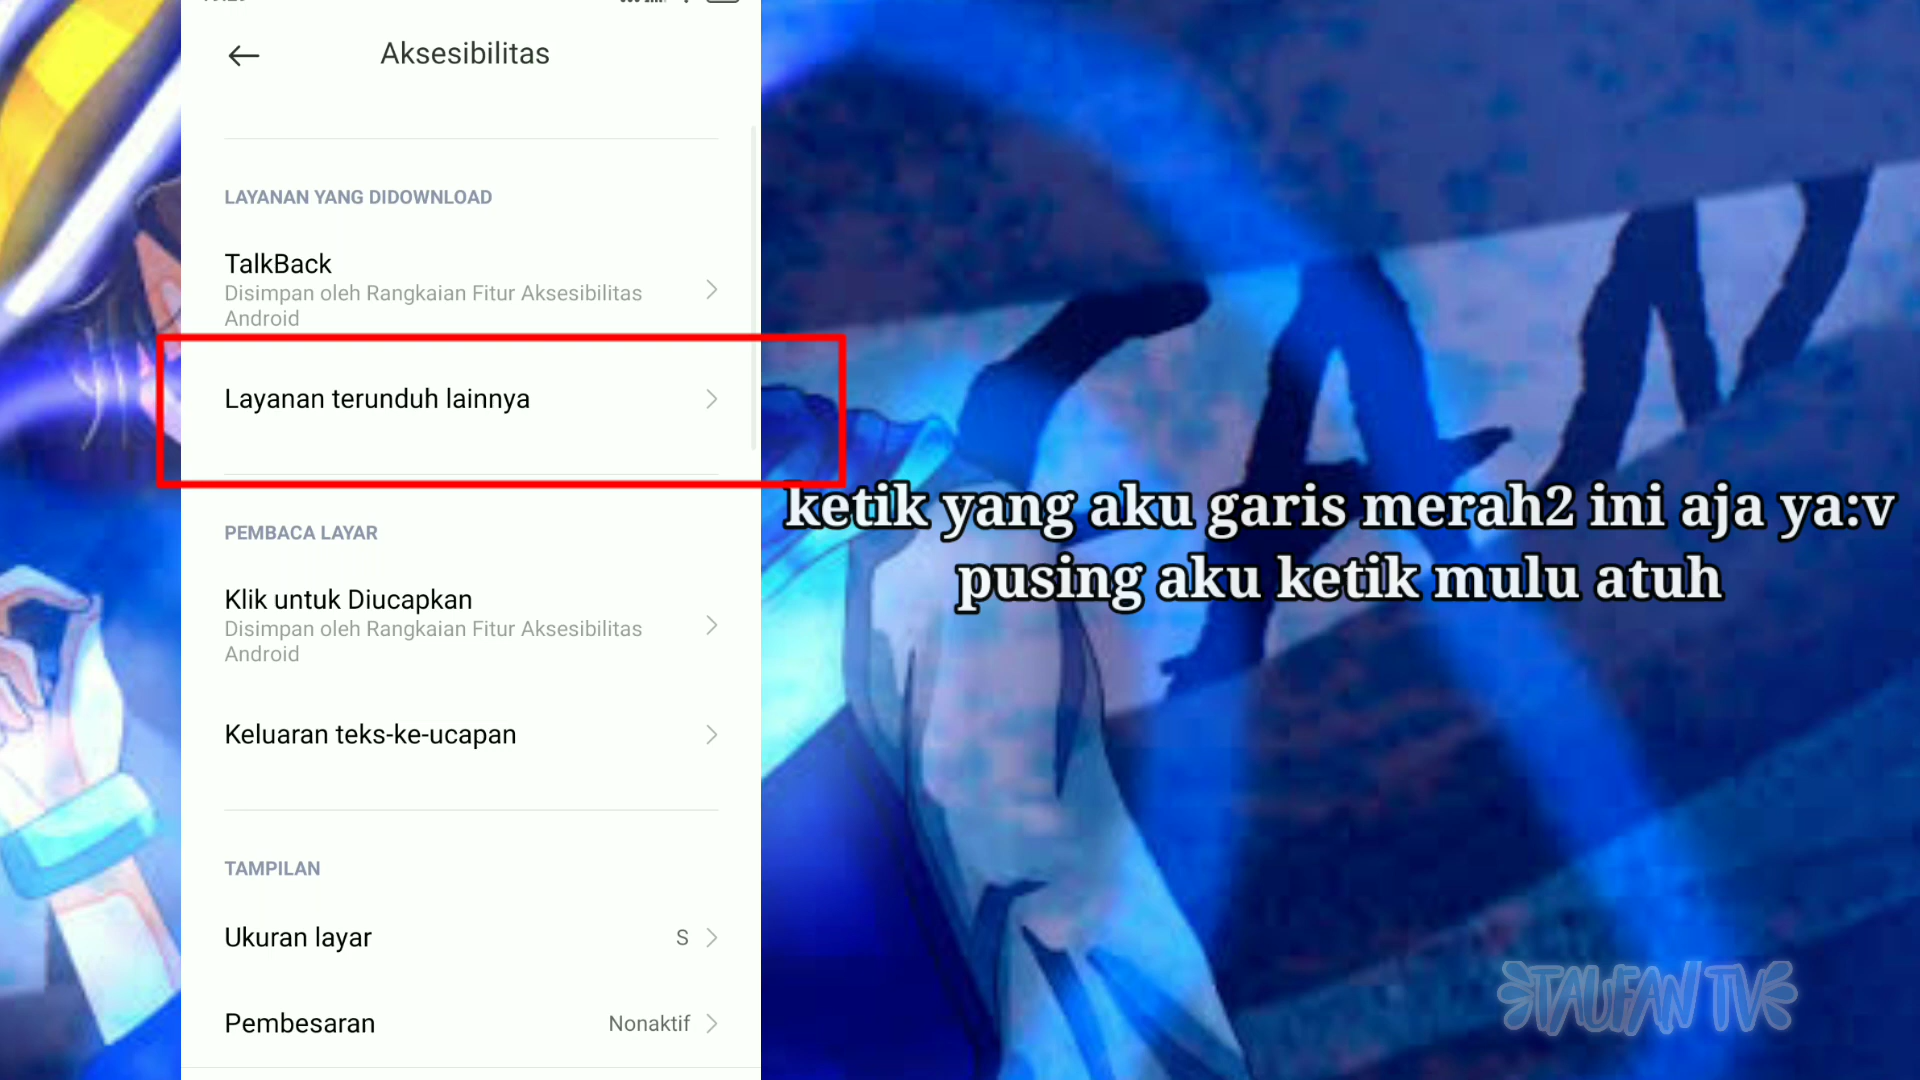 Aksesibilitas
LAYANAN YANG DIDOWNLOAD
TalkBack
Disimpan oleh Rangkaian Fitur Aksesibilitas
Android
Layanan terunduh lainnya
PEMBACA LAYAR
Klik untuk Diucapkan
Disimpan oleh Rangkaian Fitur Aksesibilitas
Android
Keluaran teks-ke-ucapan
TAMPILAN
Ukuran layar S
Pembesaran Nonaktif
ketik yang aku garis merah2 ini aja ya:v
pusing aku ketik mulu atuh
TAUFAN TV